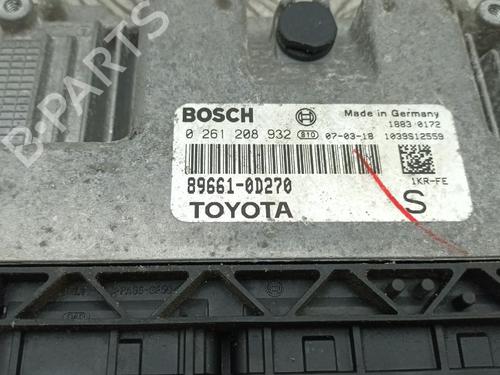 B-PARTS
BOSCH
Made in Germany
0 261 208 932 810 07-03-18
1883 0172
1039S12559
89661-0D270
1KR-FE
TOYOTA S